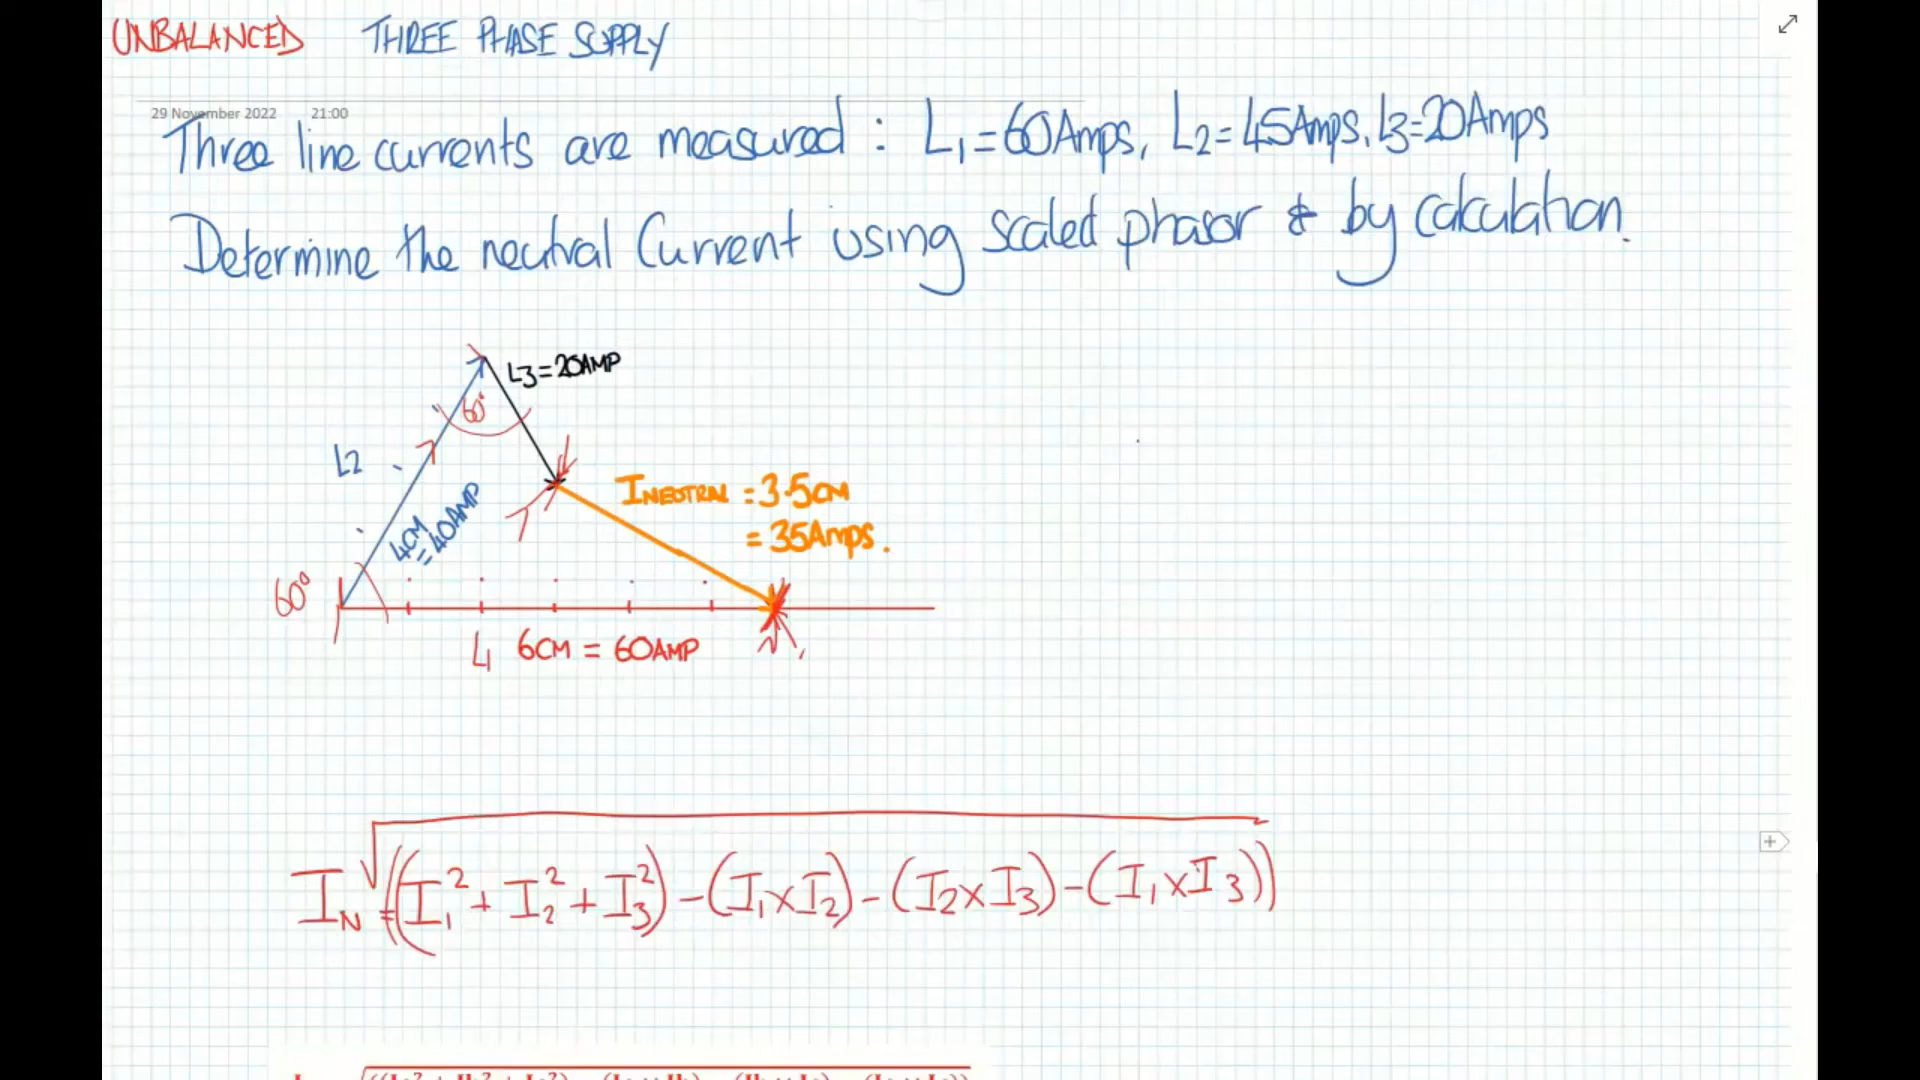 UNBALANCED THREE PHASE SUPPLY
29 November 2022 21:00
Three line currents are measured : L1=60Amps, L2=45Amps, L3=20Amps
Determine the neutral Current using scaled phasor & by calculation.
L3=20AMP
60°
L2
INEUTRAL = 3.5CM
= 35Amps.
4CM
= 40AMP
60°
L1 6CM = 60AMP
IN = √((I1² + I2² + I3²) - (I1 x I2) - (I2 x I3) - (I1 x I3))